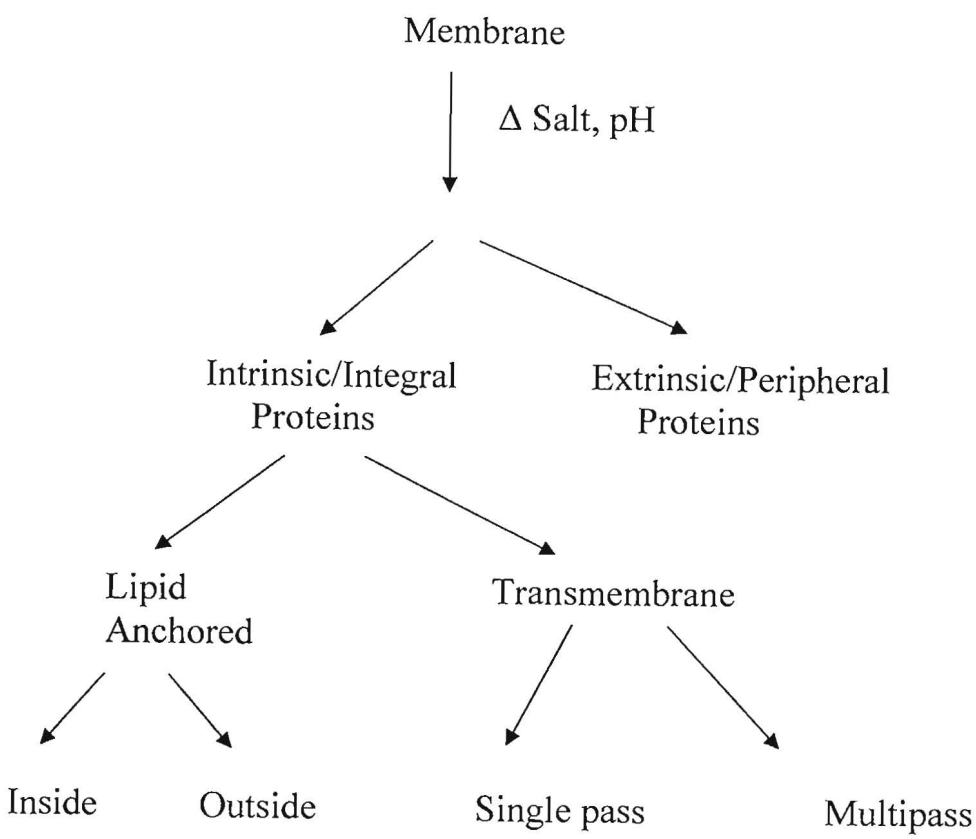 Membrane
Δ Salt, pH
Intrinsic/Integral
Proteins
Extrinsic/Peripheral
Proteins
Lipid
Anchored
Transmembrane
Inside
Outside
Single pass
Multipass